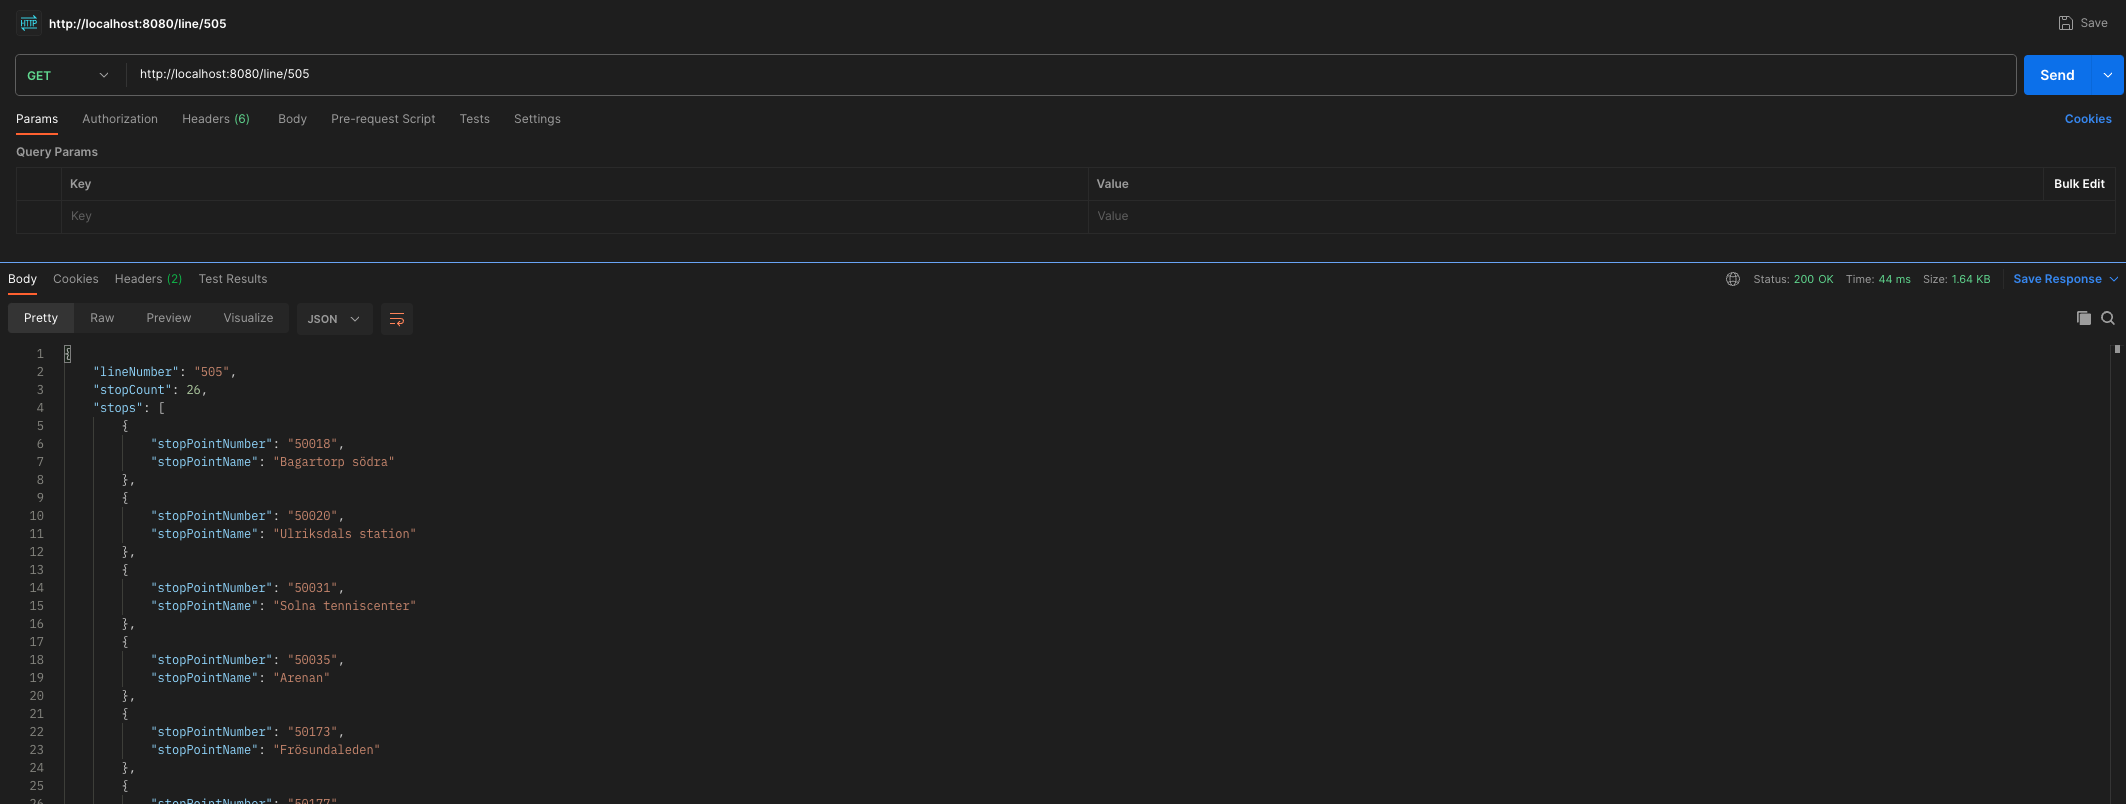 HTTP http://localhost:8080/line/505 Save
GET http://localhost:8080/line/505 Send
Params Authorization Headers (6) Body Pre-request Script Tests Settings Cookies
Query Params
Key Value Bulk Edit
Key Value
Body Cookies Headers (2) Test Results Status: 200 OK Time: 44 ms Size: 1.64 KB Save Response
Pretty Raw Preview Visualize JSON
1 {
2 "lineNumber": "505",
3 "stopCount": 26,
4 "stops": [
5 {
6 "stopPointNumber": "50018",
7 "stopPointName": "Bagartorp södra"
8 },
9 {
10 "stopPointNumber": "50020",
11 "stopPointName": "Ulriksdals station"
12 },
13 {
14 "stopPointNumber": "50031",
15 "stopPointName": "Solna tenniscenter"
16 },
17 {
18 "stopPointNumber": "50035",
19 "stopPointName": "Arenan"
20 },
21 {
22 "stopPointNumber": "50173",
23 "stopPointName": "Frösundaleden"
24 },
25 {
26 "stopPointNumber": "50177"